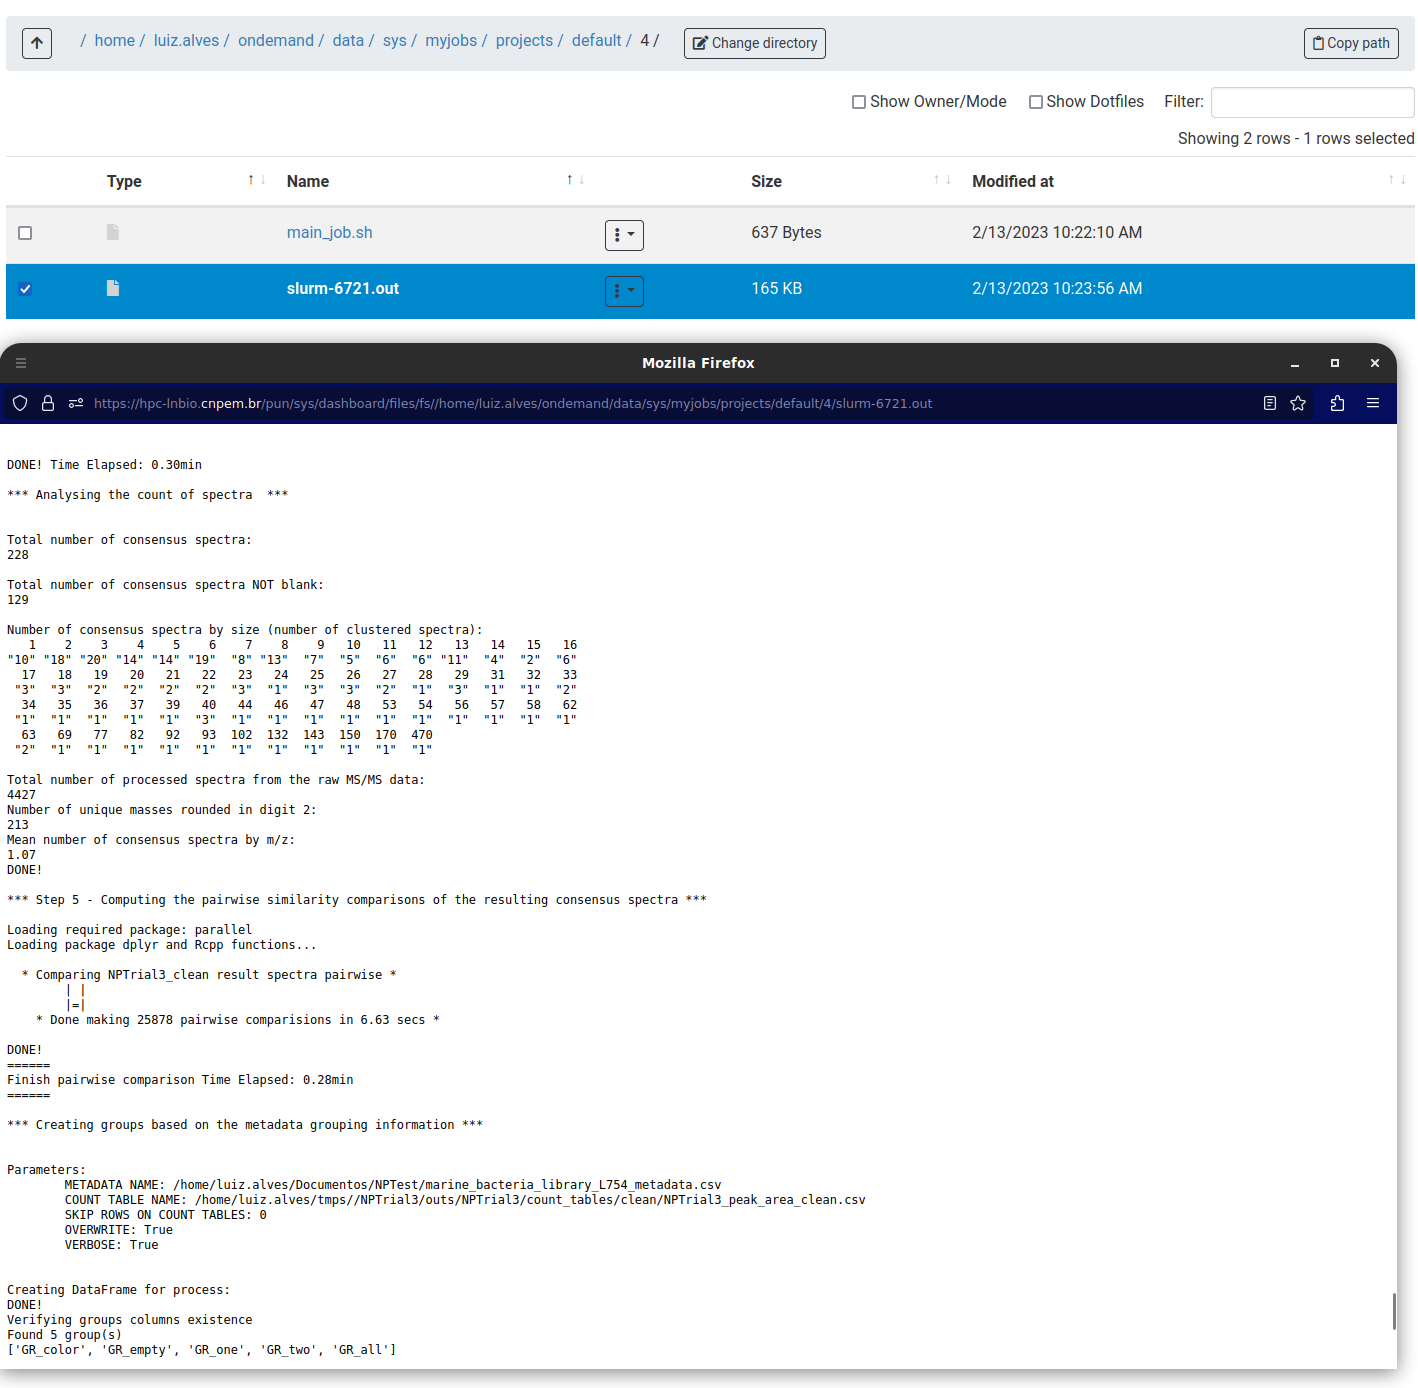 / home / luiz.alves / ondemand / data / sys / myjobs / projects / default / 4 / Change directory Copy path
Show Owner/Mode Show Dotfiles Filter:
Showing 2 rows - 1 rows selected
Type Name Size Modified at
main_job.sh 637 Bytes 2/13/2023 10:22:10 AM
slurm-6721.out 165 KB 2/13/2023 10:23:56 AM
Mozilla Firefox
https://hpc-lnbio.cnpem.br/pun/sys/dashboard/files/fs//home/luiz.alves/ondemand/data/sys/myjobs/projects/default/4/slurm-6721.out
DONE! Time Elapsed: 0.30min
*** Analysing the count of spectra  ***
Total number of consensus spectra:
228
Total number of consensus spectra NOT blank:
129
Number of consensus spectra by size (number of clustered spectra):
1 2 3 4 5 6 7 8 9 10 11 12 13 14 15 16
"10" "18" "20" "14" "14" "19" "8" "13" "7" "5" "6" "6" "11" "4" "2" "6"
17 18 19 20 21 22 23 24 25 26 27 28 29 31 32 33
"3" "3" "2" "2" "2" "2" "3" "1" "3" "3" "2" "1" "3" "1" "1" "2"
34 35 36 37 39 40 44 46 47 48 53 54 56 57 58 62
"1" "1" "1" "1" "1" "3" "1" "1" "1" "1" "1" "1" "1" "1" "1" "1"
63 69 77 82 92 93 102 132 143 150 170 470
"2" "1" "1" "1" "1" "1" "1" "1" "1" "1" "1" "1"
Total number of processed spectra from the raw MS/MS data:
4427
Number of unique masses rounded in digit 2:
213
Mean number of consensus spectra by m/z:
1.07
DONE!
*** Step 5 - Computing the pairwise similarity comparisons of the resulting consensus spectra ***
Loading required package: parallel
Loading package dplyr and Rcpp functions...
* Comparing NPTrial3_clean result spectra pairwise *
| |
|=|
* Done making 25878 pairwise comparisions in 6.63 secs *
DONE!
======
Finish pairwise comparison Time Elapsed: 0.28min
======
*** Creating groups based on the metadata grouping information ***
Parameters:
METADATA NAME: /home/luiz.alves/Documentos/NPTest/marine_bacteria_library_L754_metadata.csv
COUNT TABLE NAME: /home/luiz.alves/tmps//NPTrial3/outs/NPTrial3/count_tables/clean/NPTrial3_peak_area_clean.csv
SKIP ROWS ON COUNT TABLES: 0
OVERWRITE: True
VERBOSE: True
Creating DataFrame for process:
DONE!
Verifying groups columns existence
Found 5 group(s)
['GR_color', 'GR_empty', 'GR_one', 'GR_two', 'GR_all']